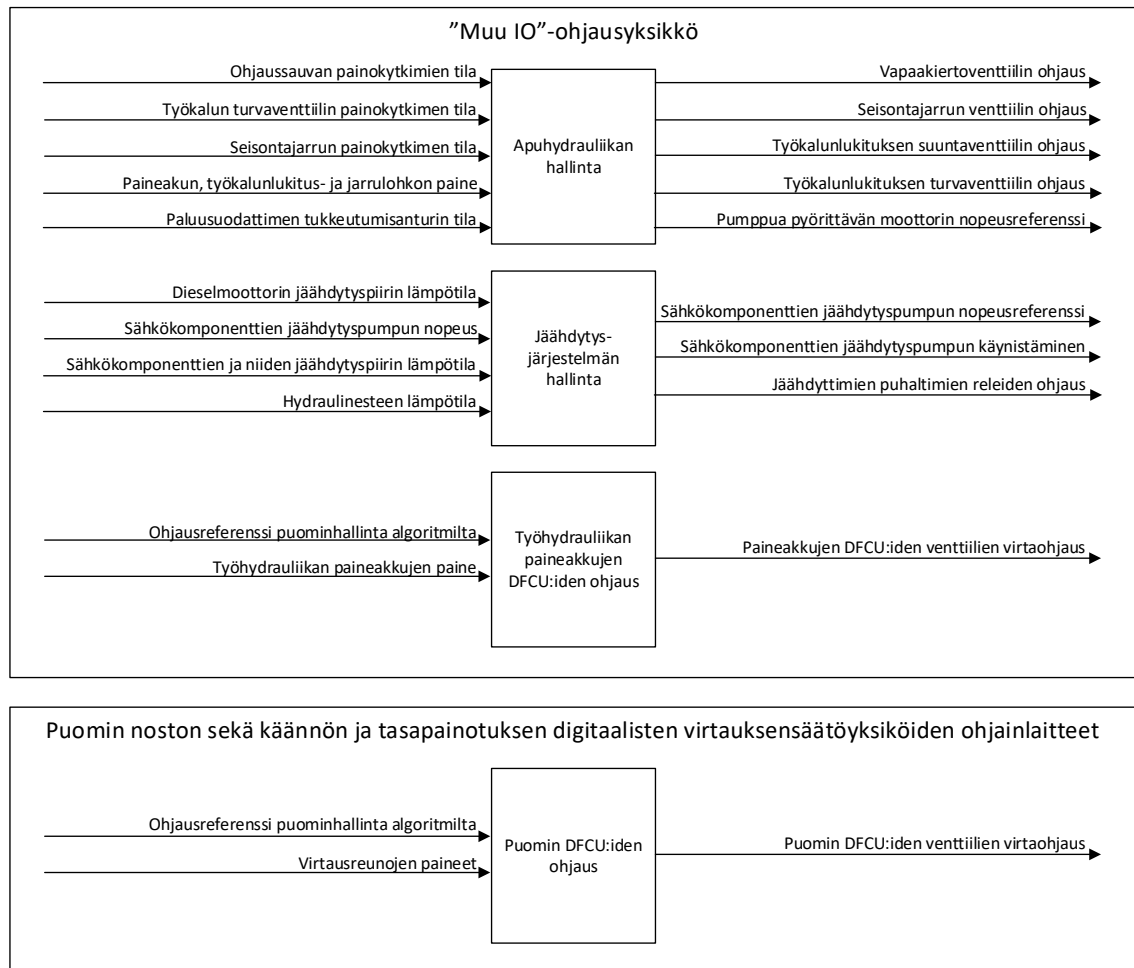 ”Muu IO”-ohjausyksikkö
Ohjaussauvan painokytkimien tila
Työkalun turvaventtiilin painokytkimen tila
Seisontajarrun painokytkimen tila
Paineakun, työkalunlukitus- ja jarrulohkon paine
Paluusuodattimen tukkeutumisanturin tila
Apuhydrauliikan
hallinta
Vapaakiertoventtiilin ohjaus
Seisontajarrun venttiilin ohjaus
Työkalunlukituksen suuntaventtiilin ohjaus
Työkalunlukituksen turvaventtiilin ohjaus
Pumppua pyörittävän moottorin nopeusreferenssi
Dieselmoottorin jäähdytyspiirin lämpötila
Sähkökomponenttien jäähdytyspumpun nopeus
Sähkökomponenttien ja niiden jäähdytyspiirin lämpötila
Hydraulinesteen lämpötila
Jäähdytys-
järjestelmän
hallinta
Sähkökomponenttien jäähdytyspumpun nopeusreferenssi
Sähkökomponenttien jäähdytyspumpun käynistäminen
Jäähdyttimien puhaltimien releiden ohjaus
Ohjausreferenssi puominhallinta algoritmilta
Työhydrauliikan paineakkujen paine
Työhydrauliikan
paineakkujen
DFCU:iden ohjaus
Paineakkujen DFCU:iden venttiilien virtaohjaus
Puomin noston sekä käännön ja tasapainotuksen digitaalisten virtauksensäätöyksiköiden ohjainlaitteet
Ohjausreferenssi puominhallinta algoritmilta
Virtausreunojen paineet
Puomin DFCU:iden
ohjaus
Puomin DFCU:iden venttiilien virtaohjaus